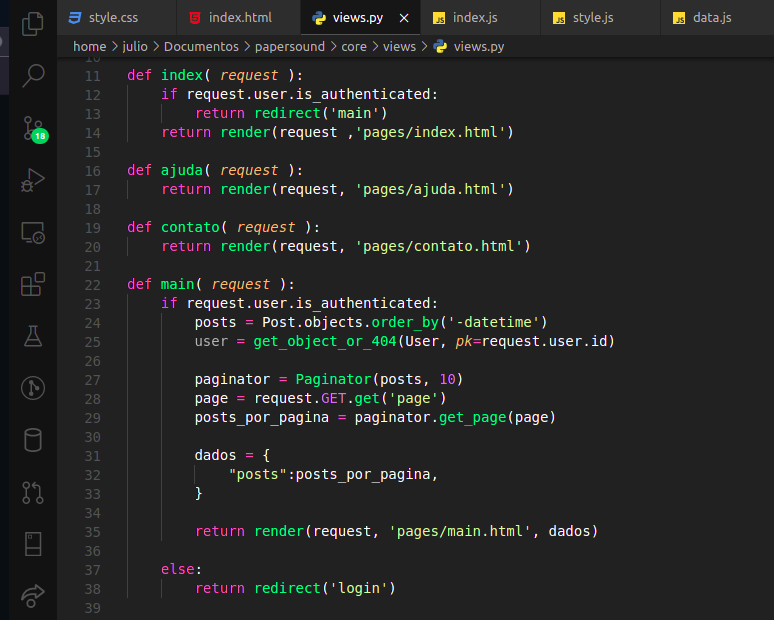 style.css index.html views.py × index.js style.js data.js
home > julio > Documentos > papersound > core > views > views.py
10
11 def index( request ):
12 if request.user.is_authenticated:
13 return redirect('main')
14 return render(request ,'pages/index.html')
15
16 def ajuda( request ):
17 return render(request, 'pages/ajuda.html')
18
19 def contato( request ):
20 return render(request, 'pages/contato.html')
21
22 def main( request ):
23 if request.user.is_authenticated:
24 posts = Post.objects.order_by('-datetime')
25 user = get_object_or_404(User, pk=request.user.id)
26
27 paginator = Paginator(posts, 10)
28 page = request.GET.get('page')
29 posts_por_pagina = paginator.get_page(page)
30
31 dados = {
32 "posts":posts_por_pagina,
33 }
34
35 return render(request, 'pages/main.html', dados)
36
37 else:
38 return redirect('login')
39
18